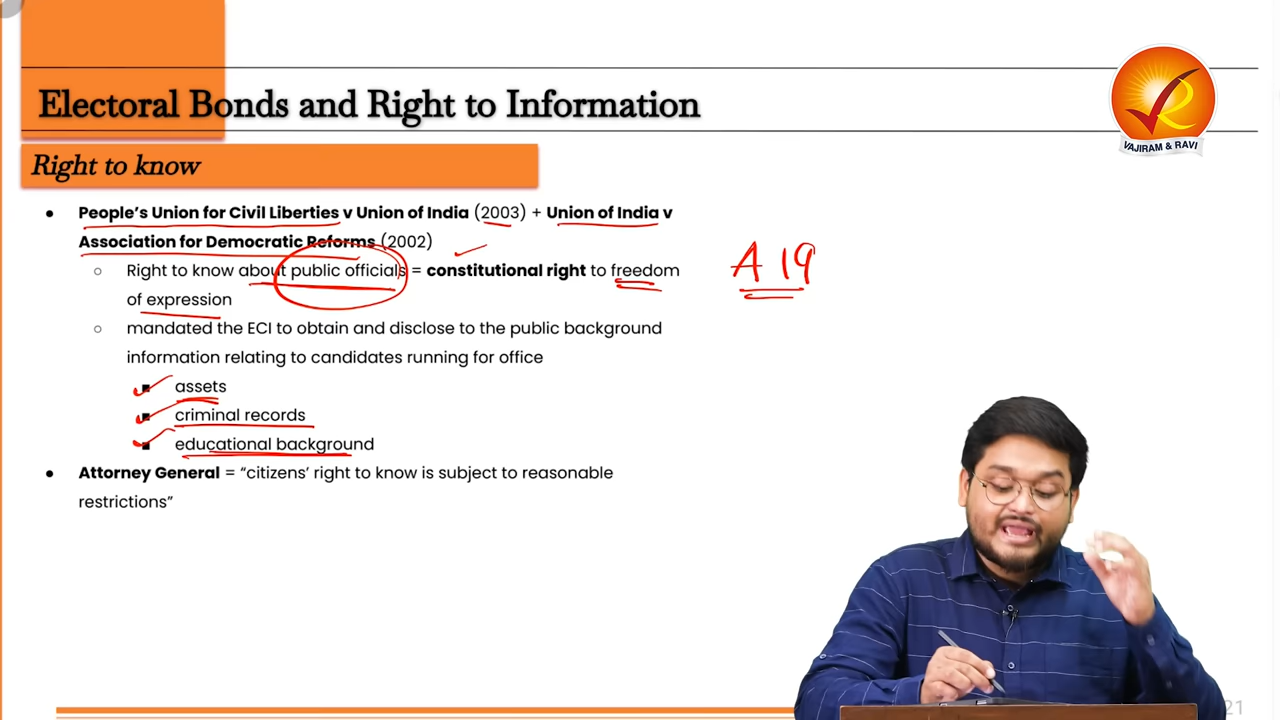 Electoral Bonds and Right to Information
VAJIRAM & RAVI
Right to know
● People's Union for Civil Liberties v Union of India (2003) + Union of India v
Association for Democratic Reforms (2002)
○ Right to know about public officials = constitutional right to freedom
of expression
A 19
○ mandated the ECI to obtain and disclose to the public background
information relating to candidates running for office
■ assets
■ criminal records
■ educational background
● Attorney General = “citizens’ right to know is subject to reasonable
restrictions”
21